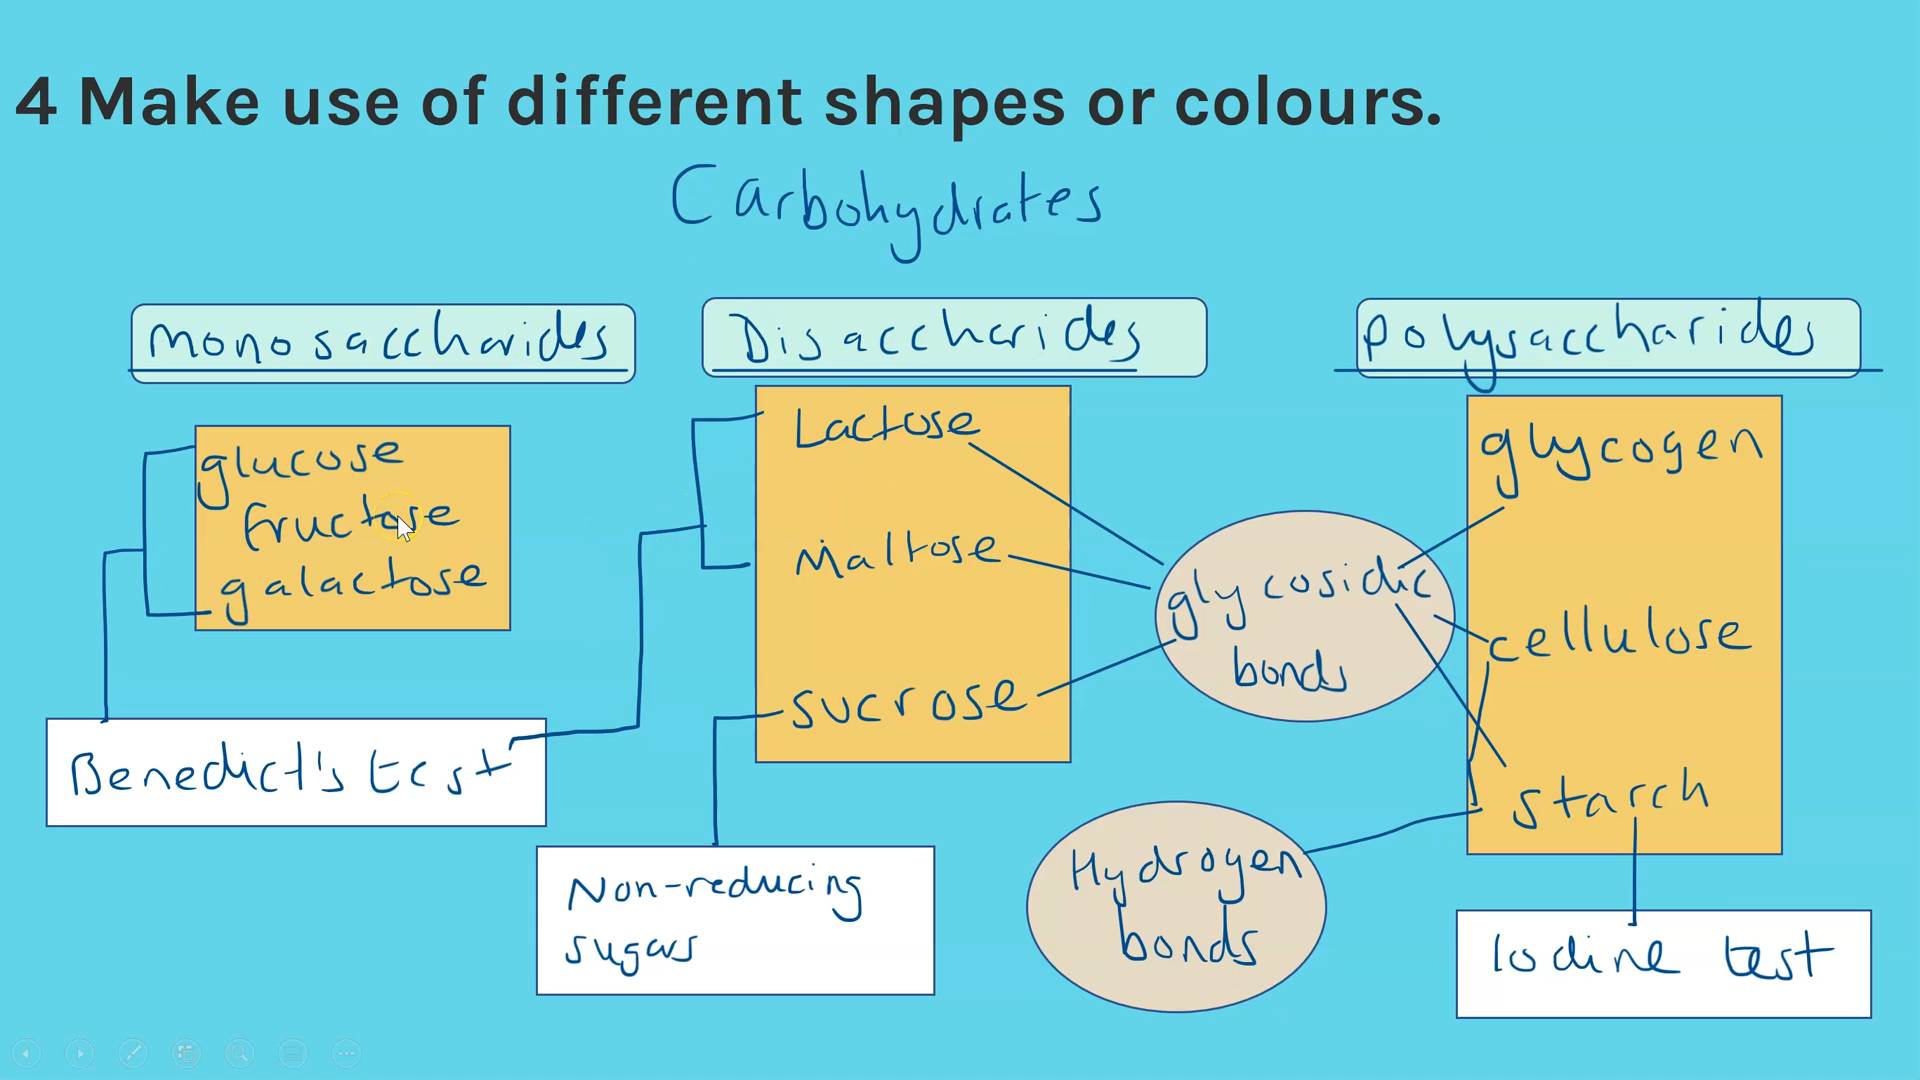 4 Make use of different shapes or colours.
Carbohydrates
Monosaccharides
Disaccharides
Polysaccharides
glucose
fructose
galactose
Lactose
Maltose
sucrose
glycosidic
bonds
glycogen
cellulose
starch
Benedict's test
Non-reducing
sugars
Hydrogen
bonds
Iodine test